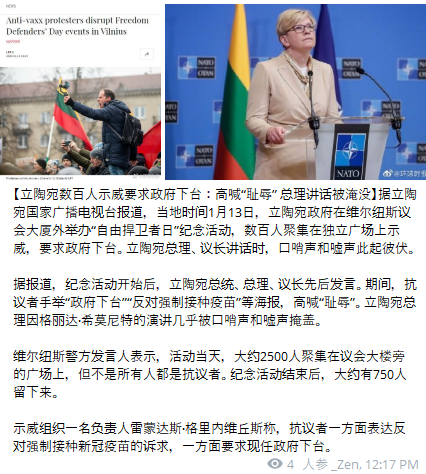 NEWS
Anti-vaxx protesters disrupt Freedom
Defenders' Day events in Vilnius
NATO
OTAN
NATO
OTAN
NATO
OTAN
NATO
【立陶宛数百人示威要求政府下台：高喊“耻辱” 总理讲话被淹没】据立陶
宛国家广播电视台报道，当地时间1月13日，立陶宛政府在维尔纽斯议
会大厦外举办“自由捍卫者日”纪念活动，数百人聚集在独立广场上示
威，要求政府下台。立陶宛总理、议长讲话时，口哨声和嘘声此起彼伏。
据报道，纪念活动开始后，立陶宛总统、总理、议长先后发言。期间，抗
议者手举“政府下台”“反对强制接种疫苗”等海报，高喊“耻辱”。立陶宛总
理因格丽达·希莫尼特的演讲几乎被口哨声和嘘声掩盖。
维尔纽斯警方发言人表示，活动当天，大约2500人聚集在议会大楼旁
的广场上，但不是所有人都是抗议者。纪念活动结束后，大约有750人
留下来。
示威组织一名负责人雷蒙达斯·格里内维丘斯称，抗议者一方面表达反
对强制接种新冠疫苗的诉求，一方面要求现任政府下台。
4 人参 _Zen, 12:17 PM